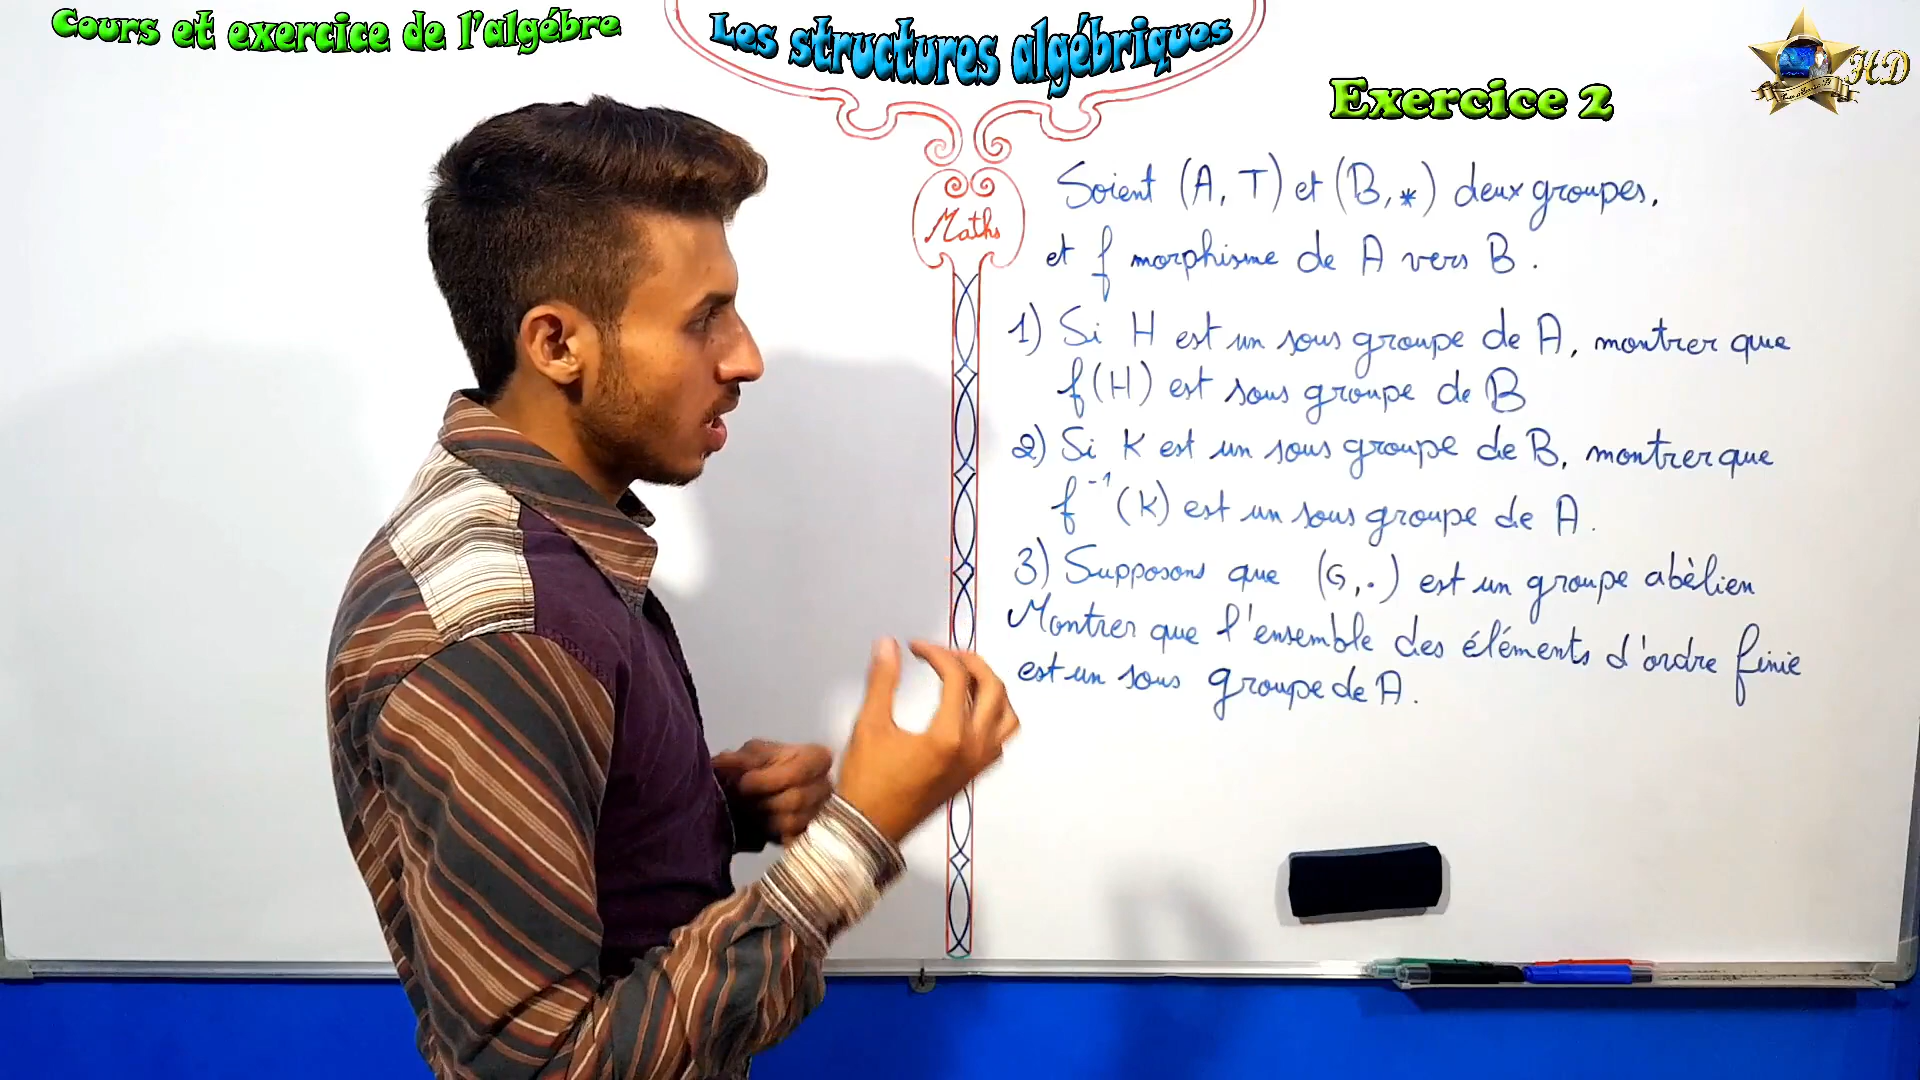 Cours et exercice de l'algébre
Les structures algébriques
Exercice 2
HD
Maths
Soient (A, T) et (B, *) deux groupes.
et f morphisme de A vers B.
1) Si H est un sous groupe de A, montrer que
f(H) est sous groupe de B
2) Si K est un sous groupe de B, montrer que
f⁻¹(K) est un sous groupe de A.
3) Supposons que (G, .) est un groupe abèlien
Montrer que l'ensemble des éléments d'ordre finie
est un sous groupe de A.